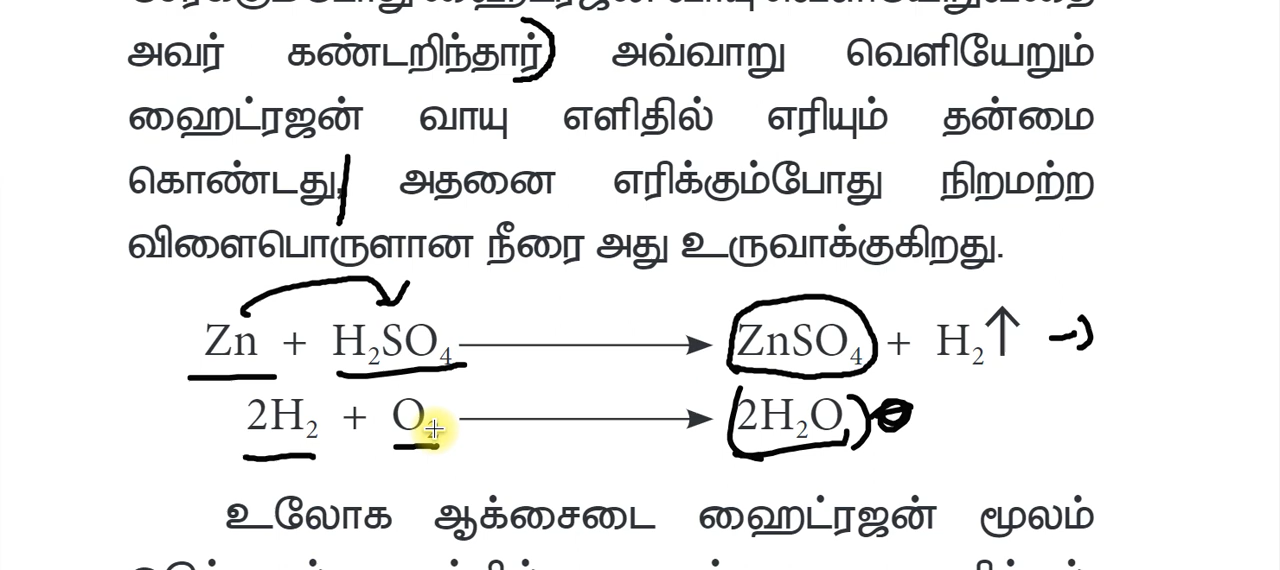 அவர் கண்டறிந்தார் அவ்வாறு வெளியேறும்
ஹைட்ரஜன் வாயு எளிதில் எரியும் தன்மை
கொண்டது, அதனை எரிக்கும்போது நிறமற்ற
விளைபொருளான நீரை அது உருவாக்குகிறது.
Zn + H₂SO₄ ⟶ ZnSO₄ + H₂↑
2H₂ + O₂ ⟶ 2H₂O
உலோக ஆக்சைடை ஹைட்ரஜன் மூலம்